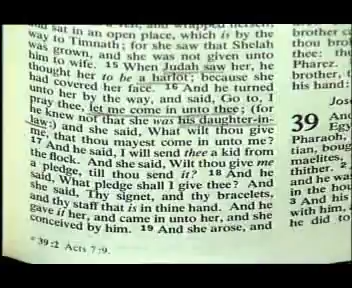 sat in an open place, which is by the
way to Timnath; for she saw that Shelah
was grown, and she was not given unto
him to wife. 15 When Judah saw her, he
thought her to be a harlot; because she
had covered her face. 16 And he turned
unto her by the way, and said, Go to, I
pray thee, let me come in unto thee; (for
he knew not that she was his daughter-in-
law:) and she said, What wilt thou give
me, that thou mayest come in unto me?
17 And he said, I will send thee a kid from
the flock. And she said, Wilt thou give me
a pledge, till thou send it? 18 And he
said, What pledge shall I give thee? And
she said, Thy signet, and thy bracelets,
and thy staff that is in thine hand. And he
gave it her, and came in unto her, and she
conceived by him. 19 And she arose, and
* 39:2 Acts 7:9.
brother c
thou bro
thee: th
Pharez.
brother, t
his hand:
Jos
39 And
Egy
Pharaoh,
tian, boug
maelites,
thither. 2
and he wa
in the hou
3 And his
with him,
he did to